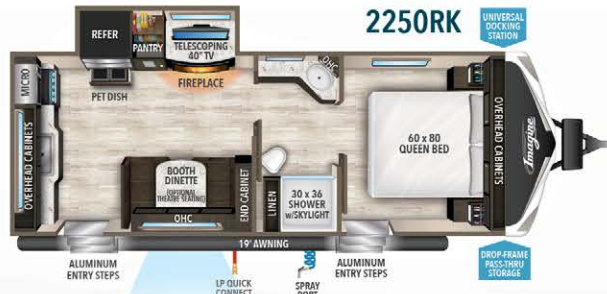 2250RK
UNIVERSAL
DOCKING
STATION
REFER
PANTRY
TELESCOPING
40" TV
OHC
MICRO
PET DISH
FIREPLACE
OVERHEAD CABINETS
60 x 80
QUEEN BED
OVERHEAD CABINETS
Imagine
BOOTH
DINETTE
(OPTIONAL
THEATRE SEATING)
END CABINET
LINEN
30 x 36
SHOWER
w/SKYLIGHT
OHC
19' AWNING
ALUMINUM
ENTRY STEPS
LP QUICK
CONNECT
SPRAY
PORT
ALUMINUM
ENTRY STEPS
DROP-FRAME
PASS-THRU
STORAGE